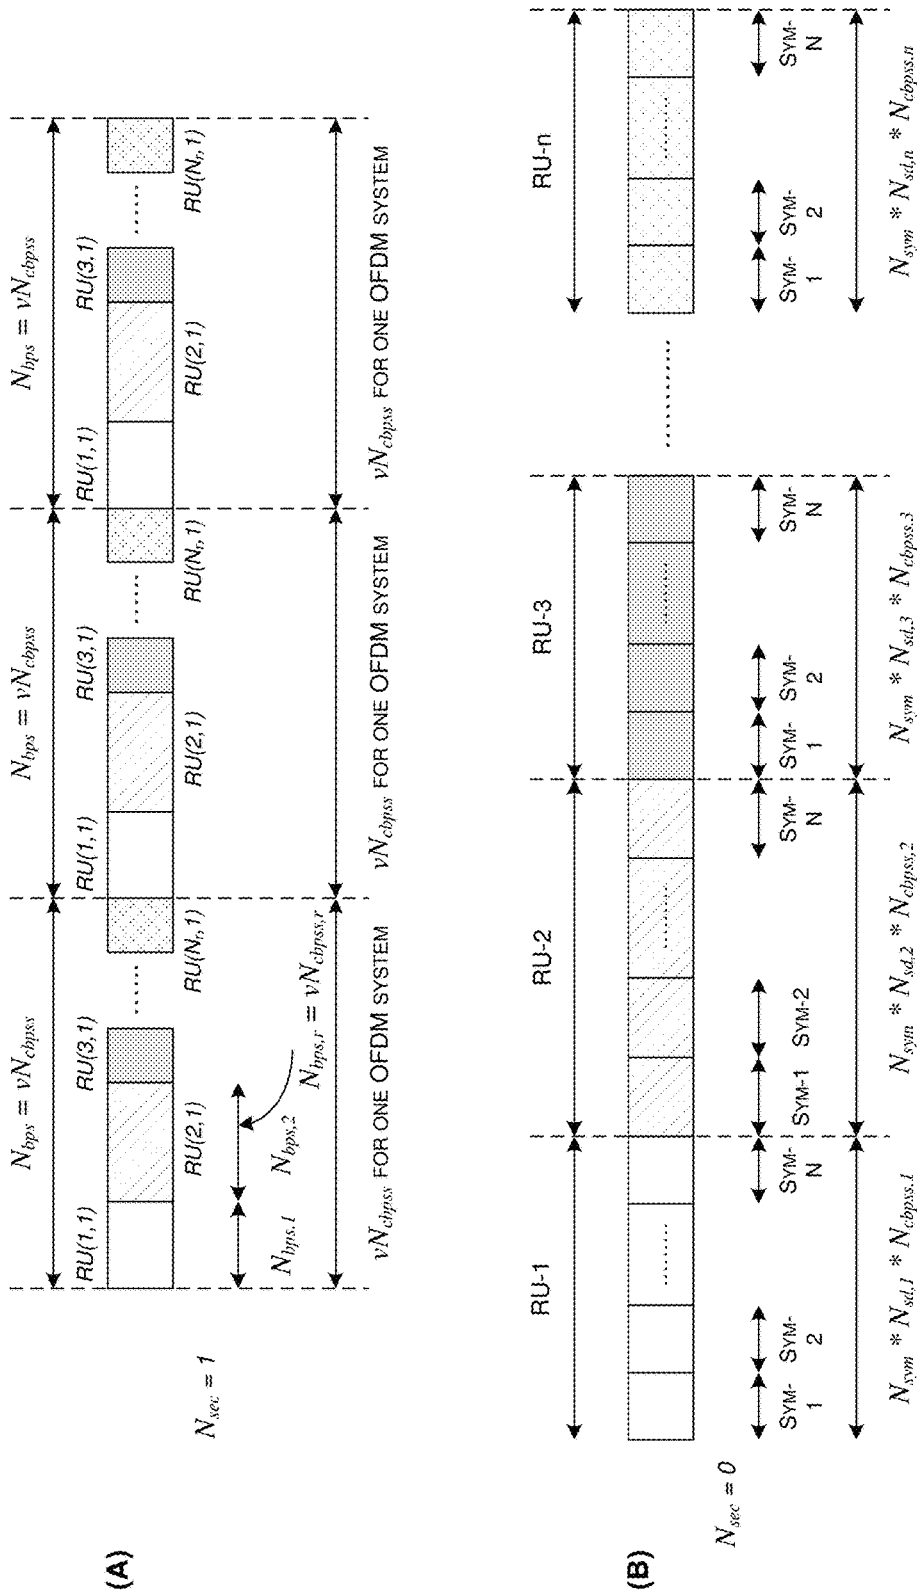 (A)
N_sec = 1
N_bps = vN_cbpss
N_bps = vN_cbpss
N_bps = vN_cbpss
RU(1,1)
RU(2,1)
RU(3,1)
........
RU(N_r,1)
RU(1,1)
RU(2,1)
RU(3,1)
........
RU(N_r,1)
RU(1,1)
RU(2,1)
RU(3,1)
........
RU(N_r,1)
N_bps,1
N_bps,2
N_bps,r = vN_cbpss,r
vN_cbpss FOR ONE OFDM SYSTEM
vN_cbpss FOR ONE OFDM SYSTEM
vN_cbpss FOR ONE OFDM SYSTEM
(B)
N_sec = 0
RU-1
RU-2
RU-3
RU-n
SYM-
1
SYM-
2
SYM-
N
SYM-1
SYM-2
SYM-
N
SYM-
1
SYM-
2
SYM-
N
SYM-
1
SYM-
2
SYM-
N
N_sym * N_sd,1 * N_cbpss,1
N_sym * N_sd,2 * N_cbpss,2
N_sym * N_sd,3 * N_cbpss,3
N_sym * N_sd,n * N_cbpss,n